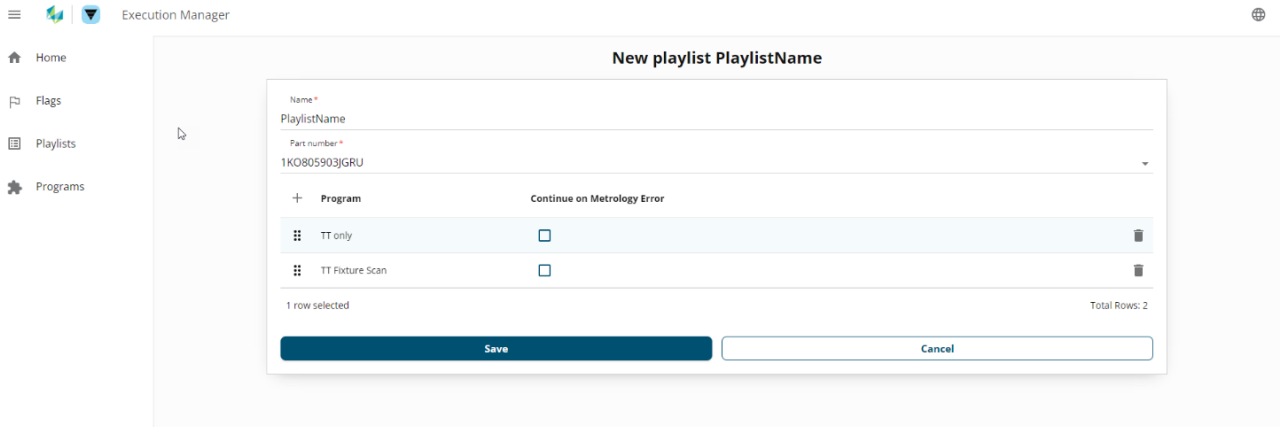 Execution Manager
Home
Flags
Playlists
Programs
New playlist PlaylistName
Name *
PlaylistName
Part number *
1KO805903JGRU
Program Continue on Metrology Error
TT only
TT Fixture Scan
1 row selected Total Rows: 2
Save Cancel